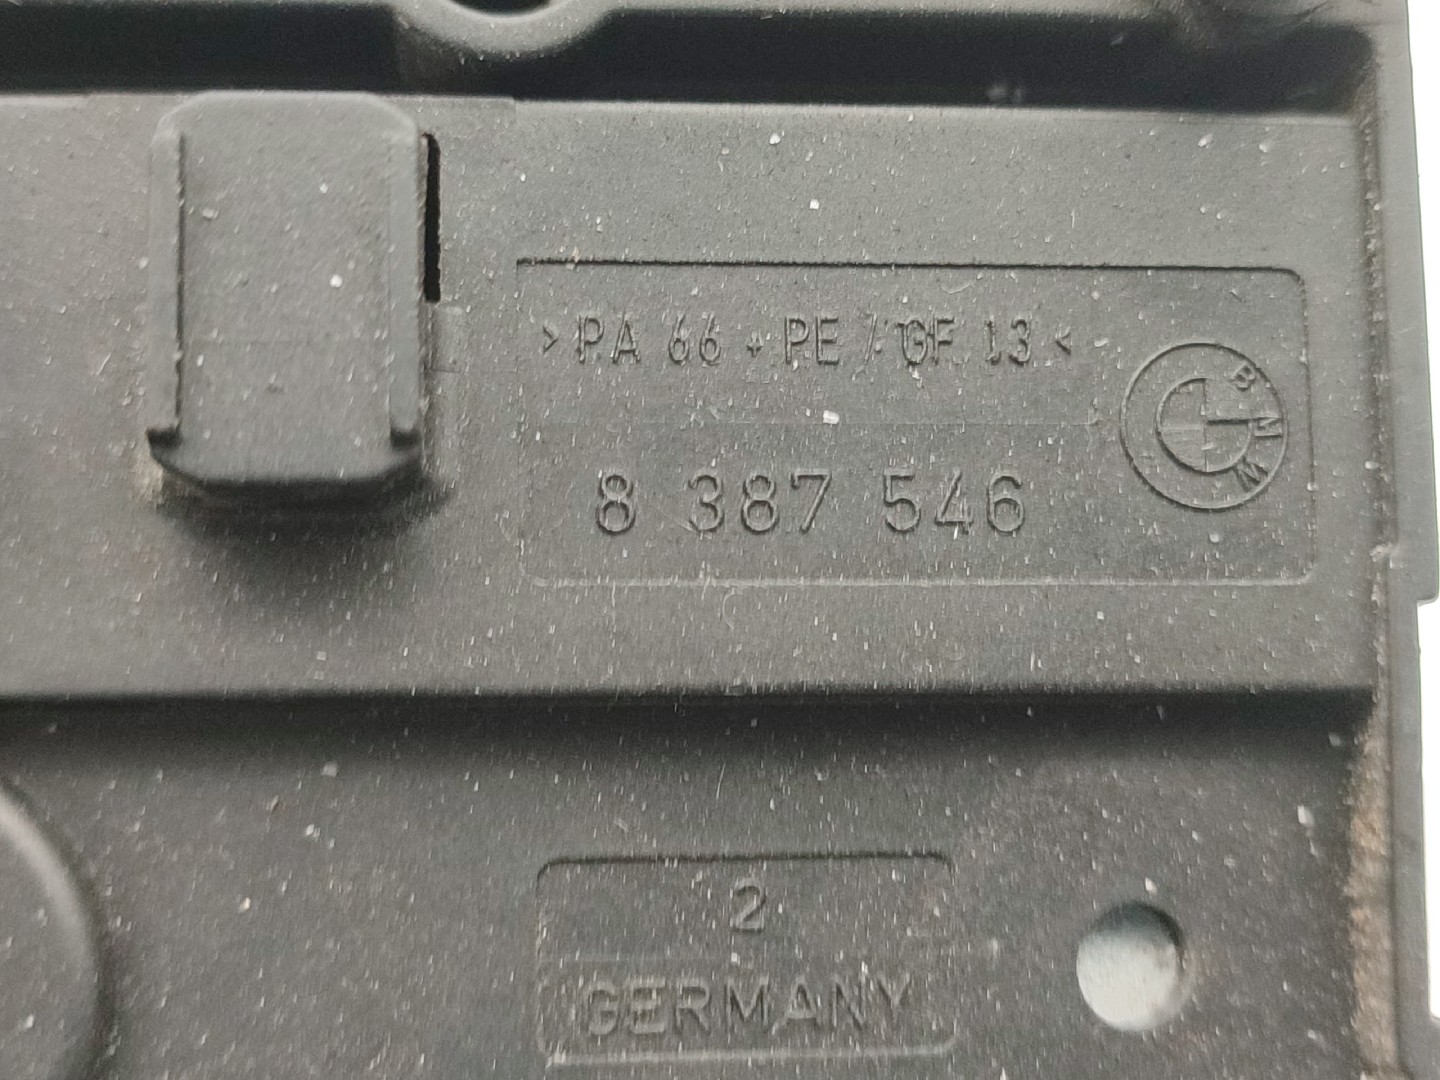 >PA 66 + PE / GF 13<
8 387 546
BMW
2
GERMANY